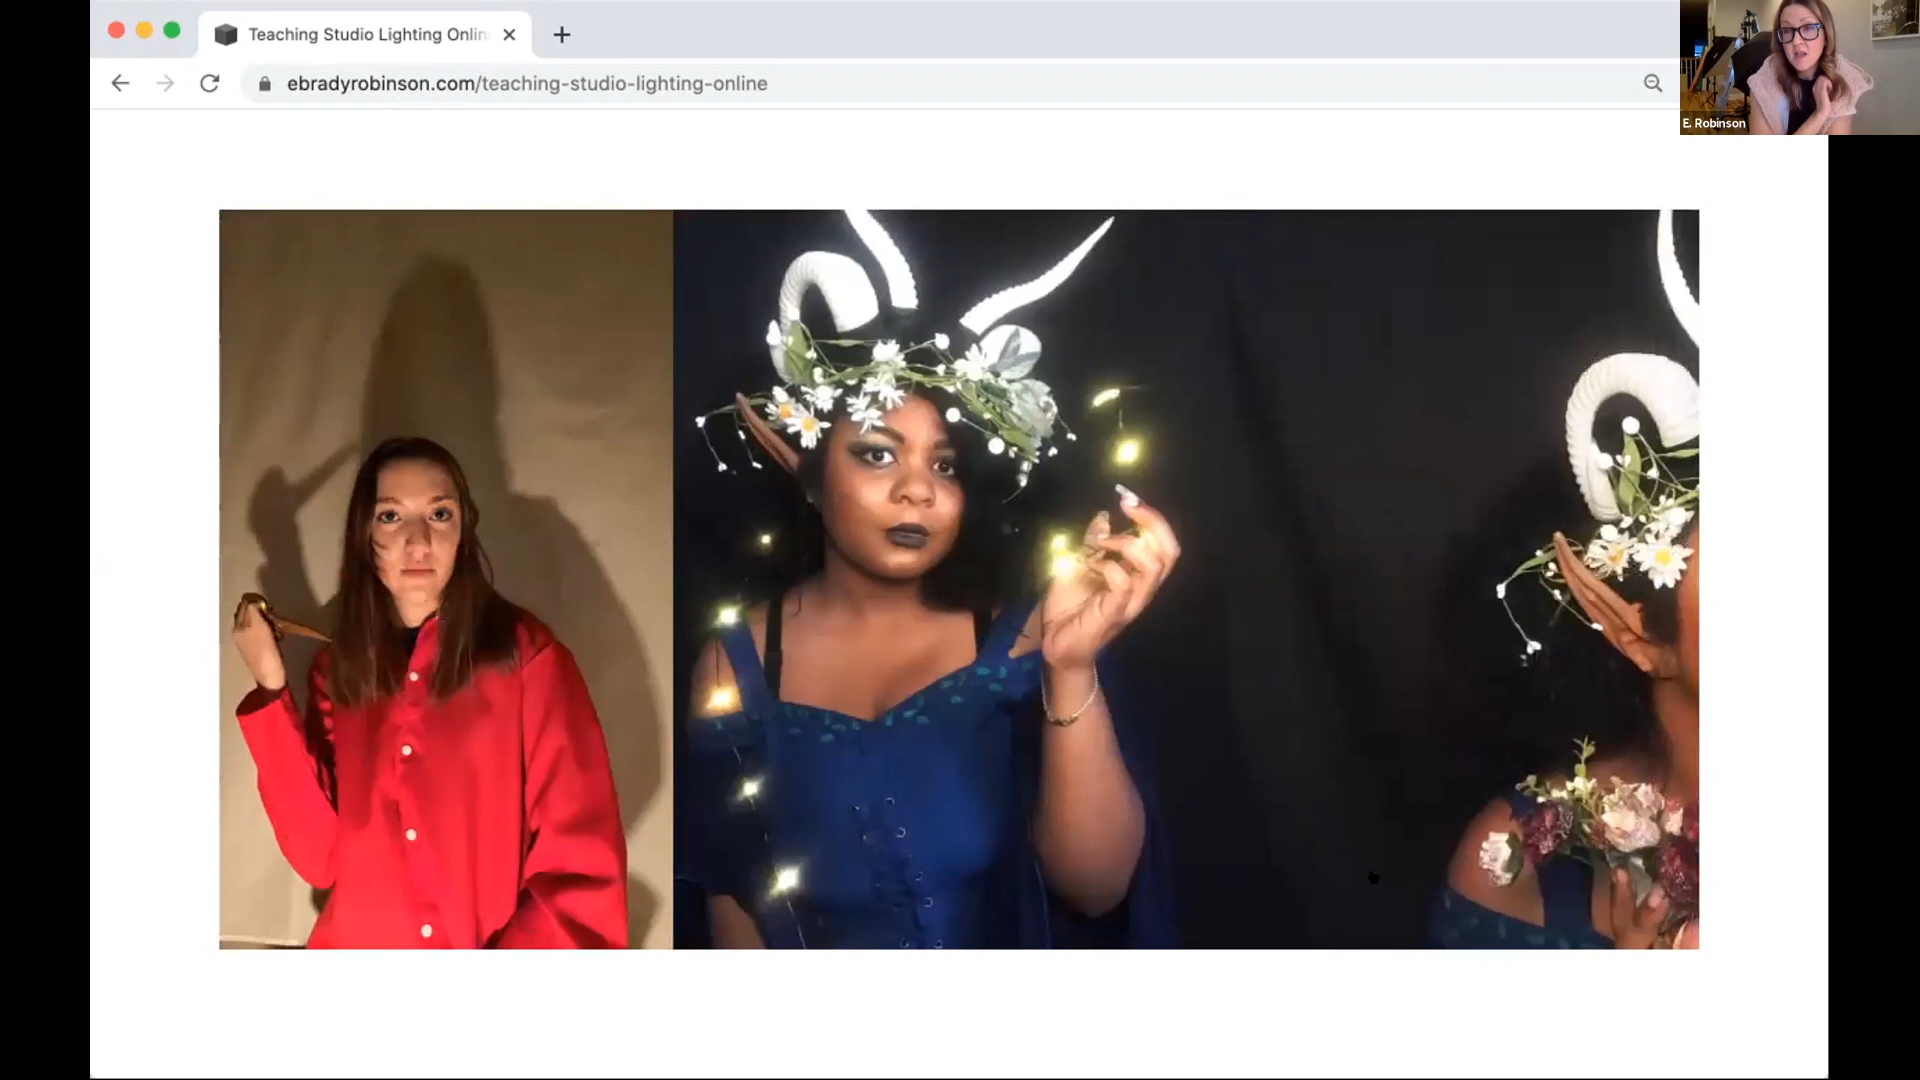 Teaching Studio Lighting Onlin
ebradyrobinson.com/teaching-studio-lighting-online
E. Robinson